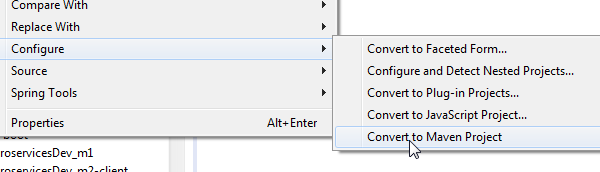 Compare With
Replace With
Configure
Source
Spring Tools
Properties Alt+Enter
Convert to Faceted Form...
Configure and Detect Nested Projects...
Convert to Plug-in Projects...
Convert to JavaScript Project...
Convert to Maven Project
roservicesDev_m1
roservicesDev_m2-client